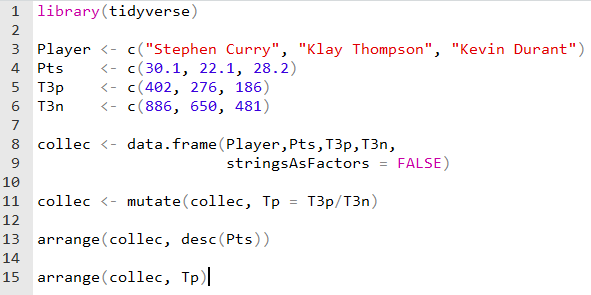 1 library(tidyverse)
2
3 Player <- c("Stephen Curry", "Klay Thompson", "Kevin Durant")
4 Pts    <- c(30.1, 22.1, 28.2)
5 T3p    <- c(402, 276, 186)
6 T3n    <- c(886, 650, 481)
7
8 collec <- data.frame(Player,Pts,T3p,T3n,
9                      stringsAsFactors = FALSE)
10
11 collec <- mutate(collec, Tp = T3p/T3n)
12
13 arrange(collec, desc(Pts))
14
15 arrange(collec, Tp)